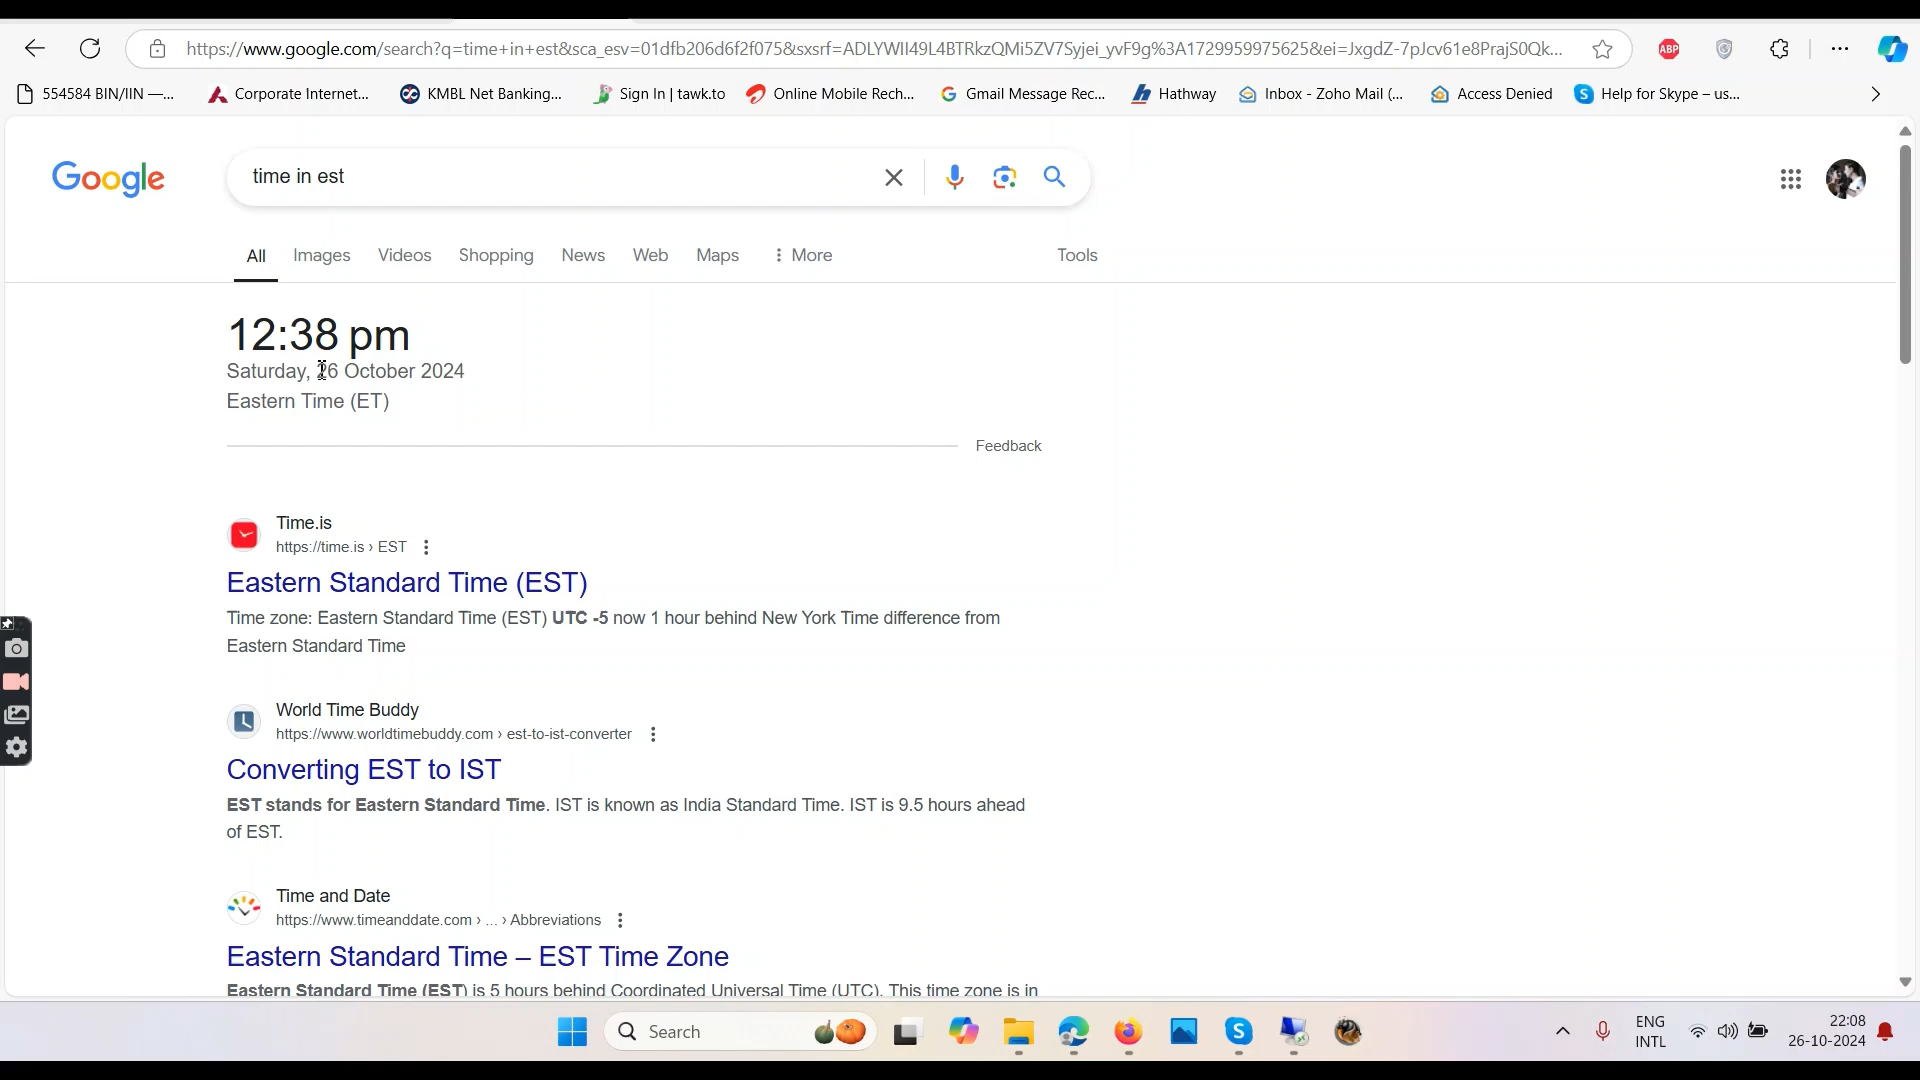 https://www.google.com/search?q=time+in+est&sca_esv=01dfb206d6f2f075&sxsrf=ADLYWII49L4BTRkzQMi5ZV7Syjei_yvF9g%3A1729959975625&ei=JxgdZ-7pJcv61e8PrajS0Qk...
ABP
554584 BIN/IIN —...
Corporate Internet...
KMBL Net Banking...
Sign In | tawk.to
Online Mobile Rech...
Gmail Message Rec...
Hathway
Inbox - Zoho Mail (...
Access Denied
Help for Skype – us...
Google
time in est
All
Images
Videos
Shopping
News
Web
Maps
More
Tools
12:38 pm
Saturday, 26 October 2024
Eastern Time (ET)
Feedback
Time.is
https://time.is › EST
Eastern Standard Time (EST)
Time zone: Eastern Standard Time (EST) UTC -5 now 1 hour behind New York Time difference from
Eastern Standard Time
World Time Buddy
https://www.worldtimebuddy.com › est-to-ist-converter
Converting EST to IST
EST stands for Eastern Standard Time. IST is known as India Standard Time. IST is 9.5 hours ahead
of EST.
Time and Date
https://www.timeanddate.com › ... › Abbreviations
Eastern Standard Time – EST Time Zone
Eastern Standard Time (EST) is 5 hours behind Coordinated Universal Time (UTC). This time zone is in
Search
ENG
INTL
22:08
26-10-2024